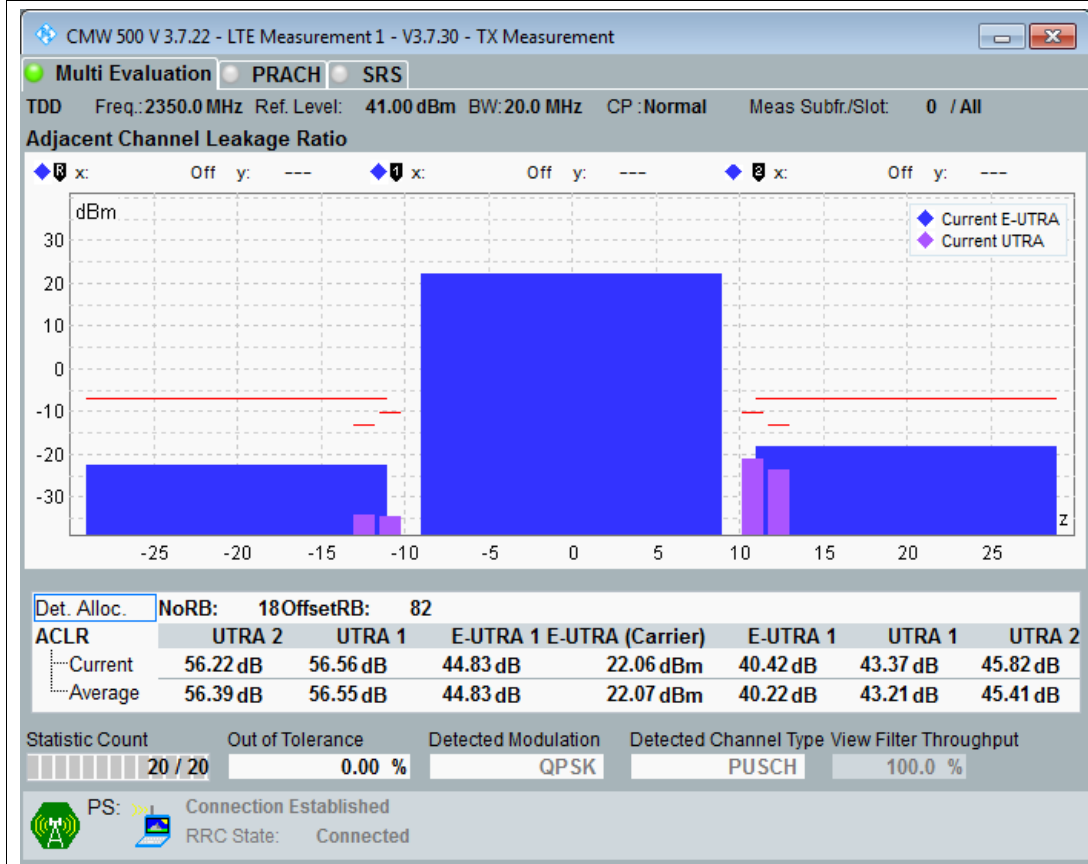 CMW 500 V 3.7.22 - LTE Measurement 1 - V3.7.30 - TX Measurement
Multi Evaluation PRACH SRS
TDD Freq.: 2350.0 MHz Ref. Level: 41.00 dBm BW: 20.0 MHz CP : Normal Meas Subfr./Slot: 0 / All
Adjacent Channel Leakage Ratio
R x: Off y: --- 1 x: Off y: --- 2 x: Off y: ---
dBm
Current E-UTRA
Current UTRA
30
20
10
0
-10
-20
-30
z
-25 -20 -15 -10 -5 0 5 10 15 20 25
Det. Alloc. NoRB: 18 OffsetRB: 82
ACLR UTRA 2 UTRA 1 E-UTRA 1 E-UTRA (Carrier) E-UTRA 1 UTRA 1 UTRA 2
Current 56.22 dB 56.56 dB 44.83 dB 22.06 dBm 40.42 dB 43.37 dB 45.82 dB
Average 56.39 dB 56.55 dB 44.83 dB 22.07 dBm 40.22 dB 43.21 dB 45.41 dB
Statistic Count Out of Tolerance Detected Modulation Detected Channel Type View Filter Throughput
20 / 20 0.00 % QPSK PUSCH 100.0 %
PS: Connection Established
RRC State: Connected